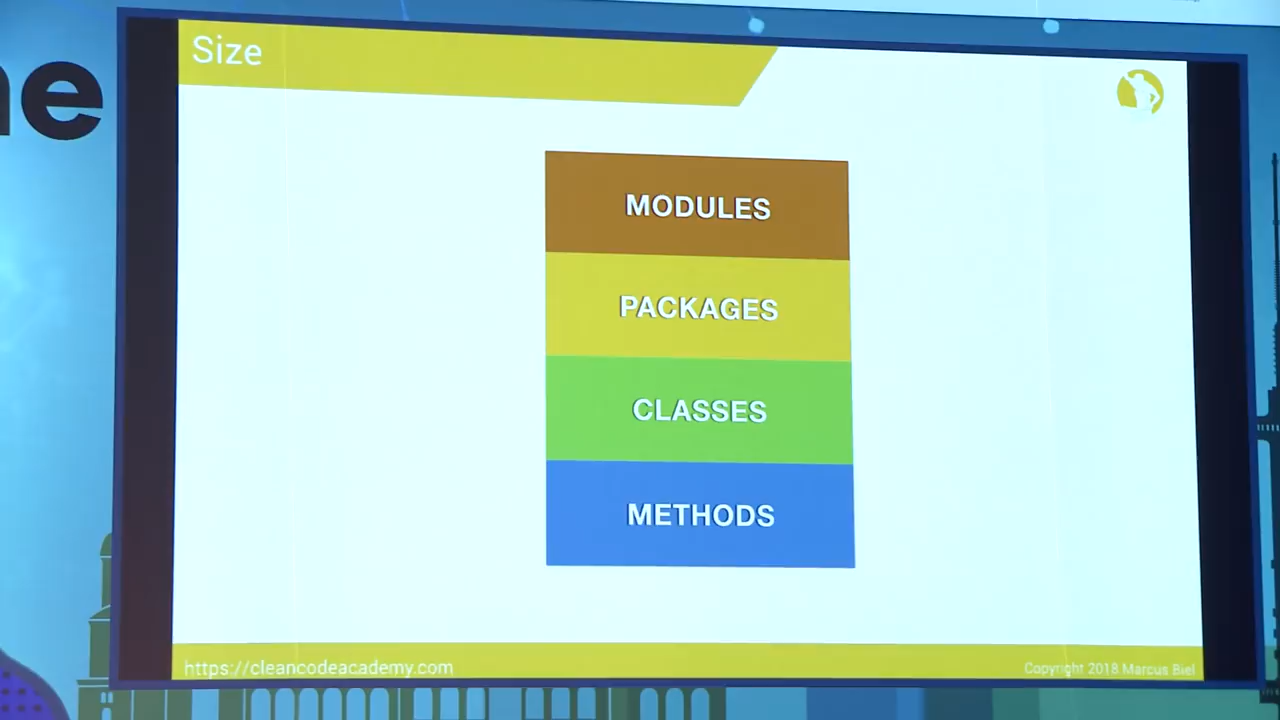 Size
MODULES
PACKAGES
CLASSES
METHODS
https://cleancodeacademy.com
Copyright 2018 Marcus Biel